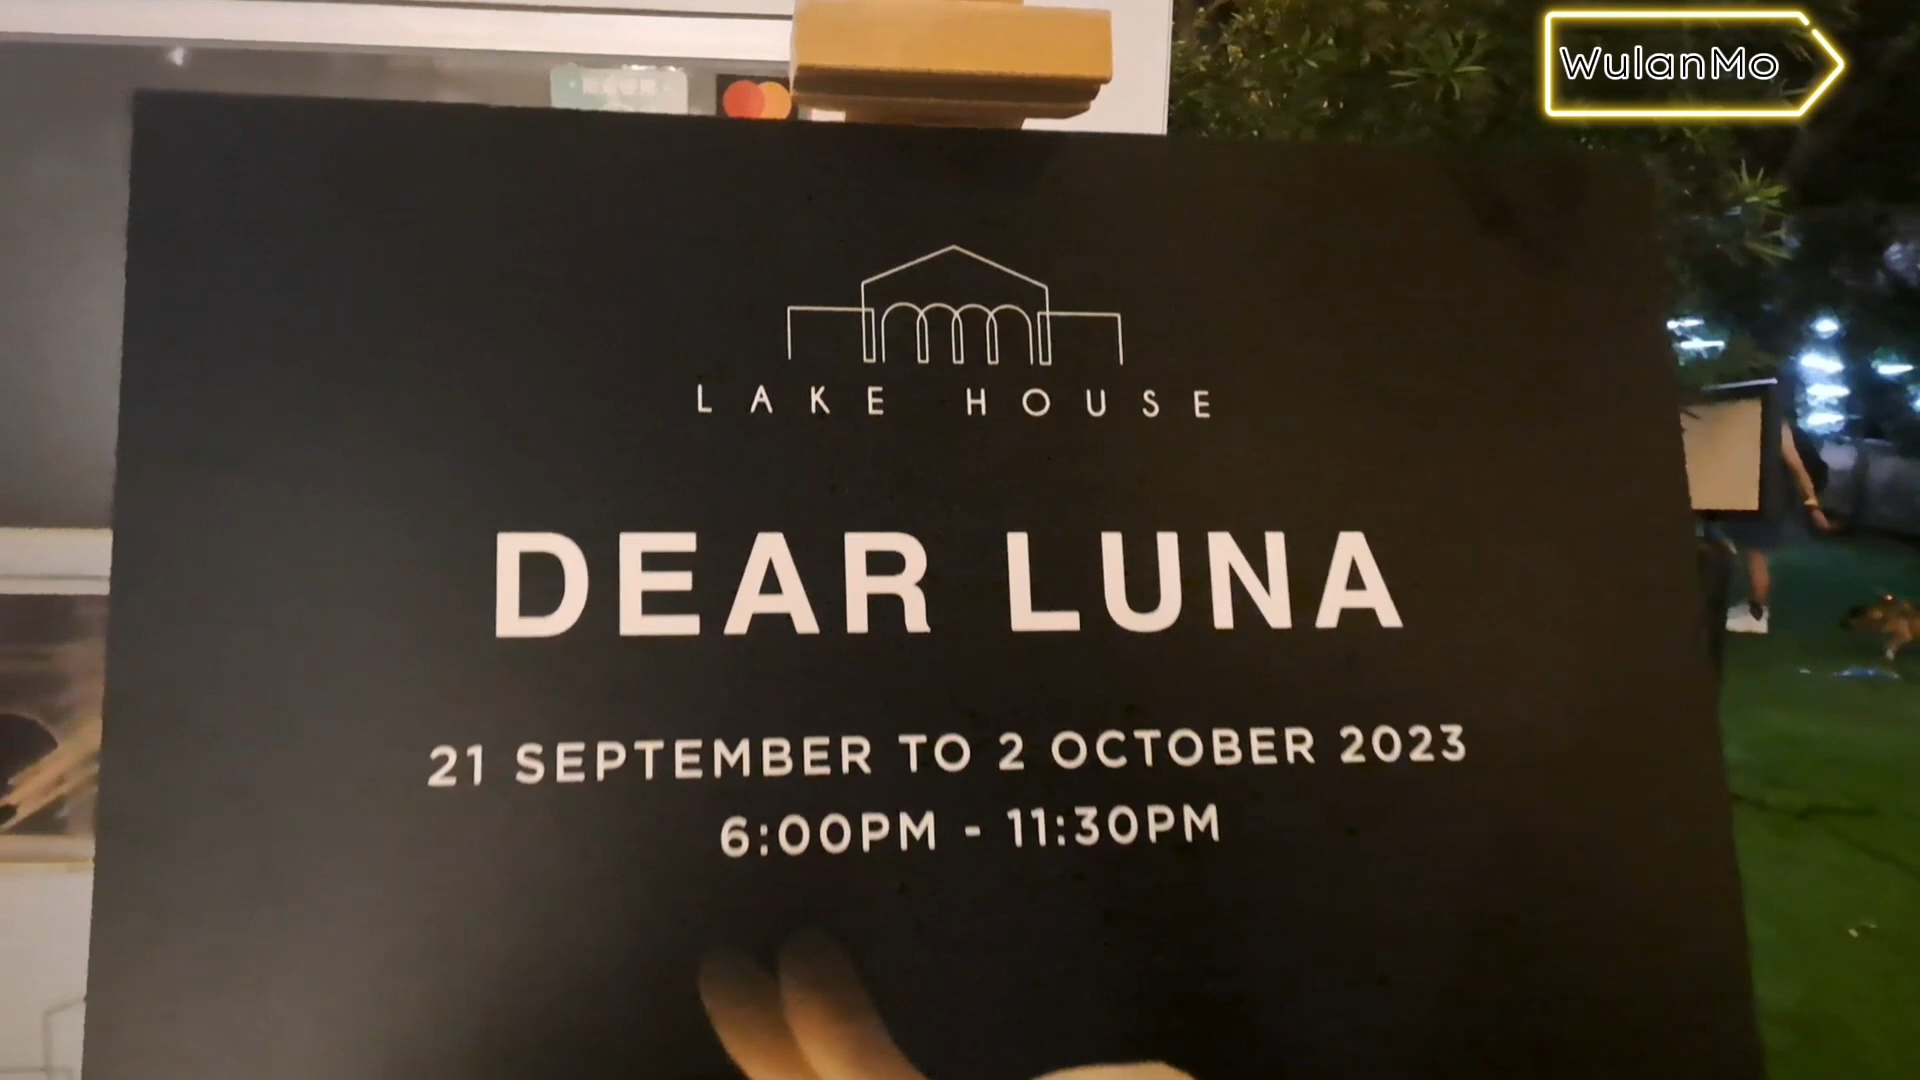 WulanMo
LAKE HOUSE
DEAR LUNA
21 SEPTEMBER TO 2 OCTOBER 2023
6:00PM - 11:30PM